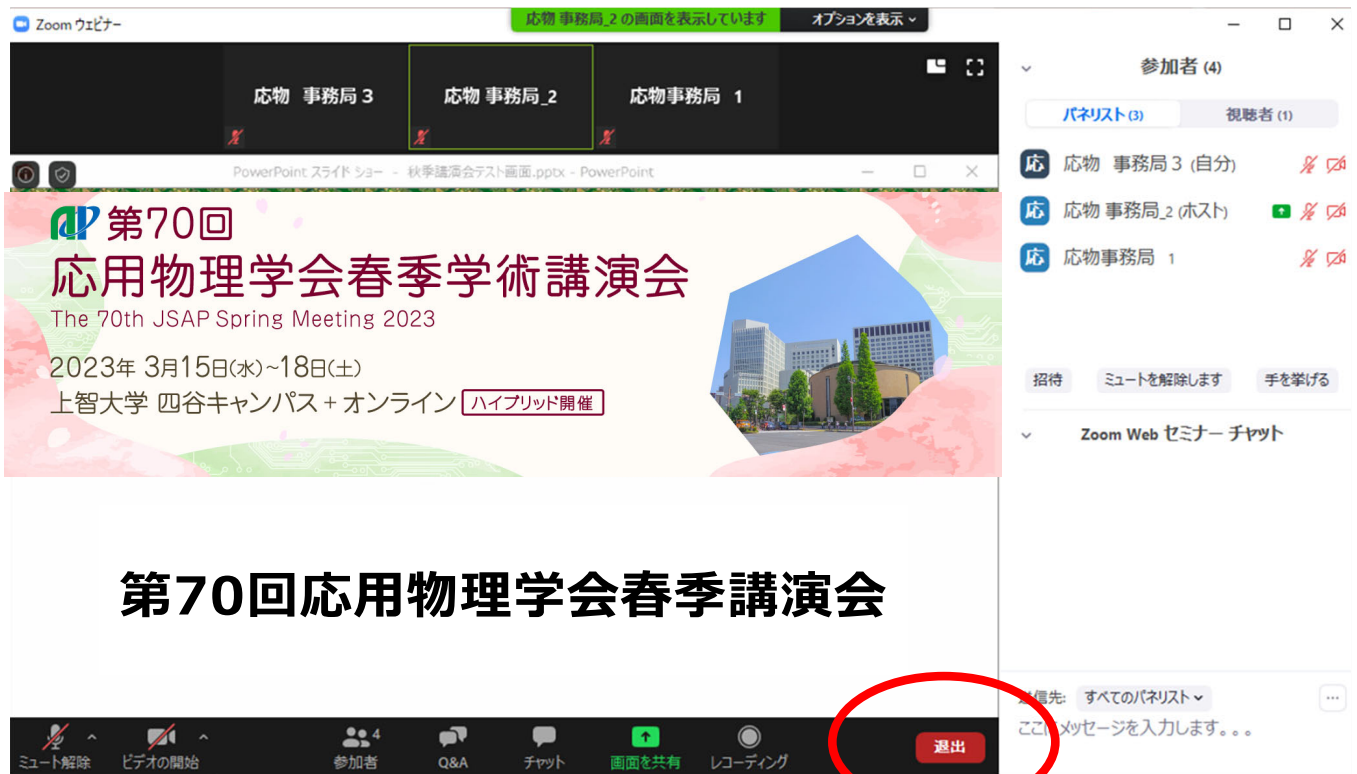 Zoom ウェビナー
応物 事務局_2 の画面を表示しています
オプションを表示
応物 事務局 3
応物 事務局_2
応物事務局 1
PowerPoint スライド ショー - 秋季講演会テスト画面.pptx - PowerPoint
第70回
応用物理学会春季学術講演会
The 70th JSAP Spring Meeting 2023
2023年 3月15日(水)~18日(土)
上智大学 四谷キャンパス + オンライン ハイブリッド開催
第70回応用物理学会春季講演会
ミュート解除
ビデオの開始
4
参加者
Q&A
チャット
画面を共有
レコーディング
退出
参加者 (4)
パネリスト (3)
視聴者 (1)
応 応物 事務局 3 (自分)
応 応物 事務局_2 (ホスト)
応 応物事務局 1
招待
ミュートを解除します
手を挙げる
Zoom Web セミナー チャット
信先: すべてのパネリスト
ここにメッセージを入力します。。。